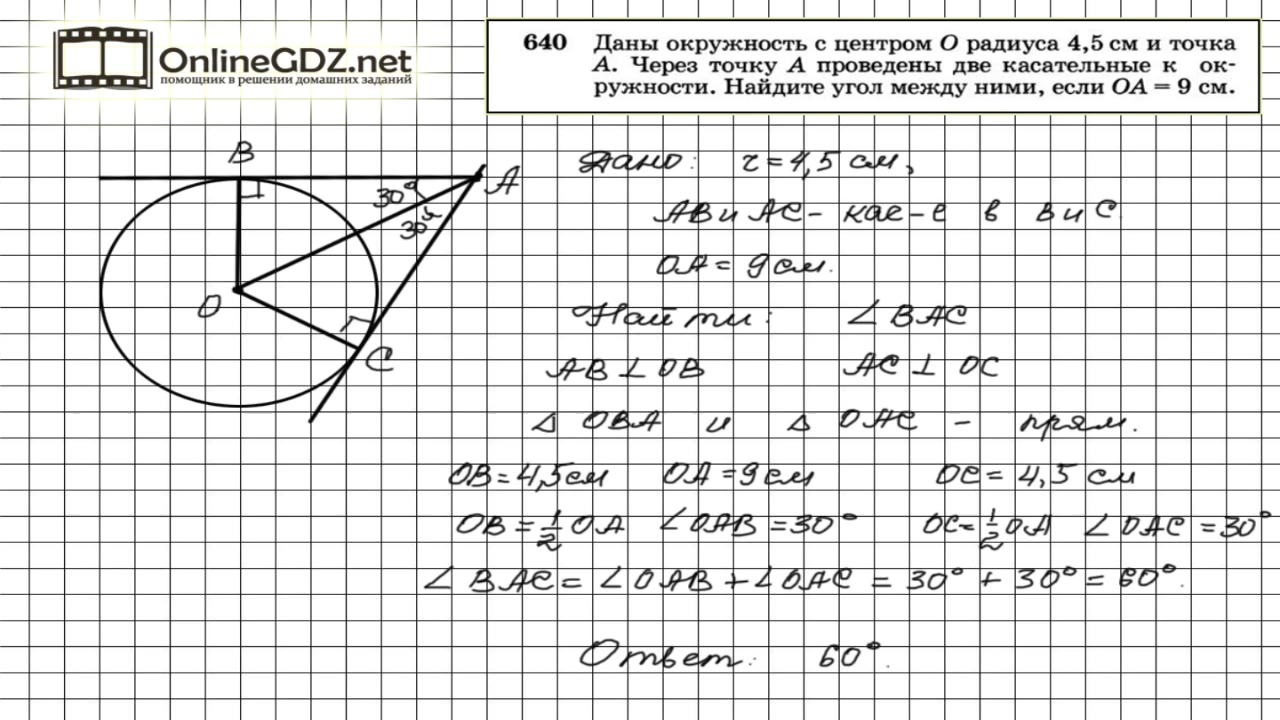 OnlineGDZ.net
помощник в решении домашних заданий
640 Даны окружность с центром O радиуса 4,5 см и точка
A. Через точку A проведены две касательные к ок-
ружности. Найдите угол между ними, если OA = 9 см.
B
A
30°
30°
O
C
Дано: r = 4,5 см,
AB и AC - кас-е в B и C.
OA = 9 см.
Найти: ∠BAC
AB ⊥ OB AC ⊥ OC
△ OBA и △ OAC - прям.
OB = 4,5 см OA = 9 см OC = 4,5 см
OB = 1/2 OA ∠OAB = 30° OC = 1/2 OA ∠OAC = 30°
∠BAC = ∠OAB + ∠OAC = 30° + 30° = 60°.
Ответ: 60°.